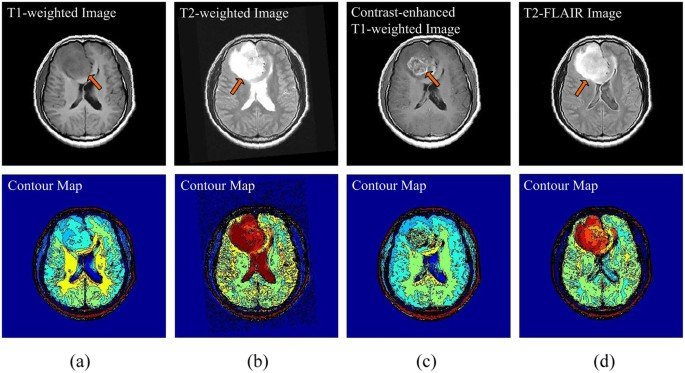 T1-weighted Image
T2-weighted Image
Contrast-enhanced
T1-weighted Image
T2-FLAIR Image
Contour Map
Contour Map
Contour Map
Contour Map
(a)
(b)
(c)
(d)